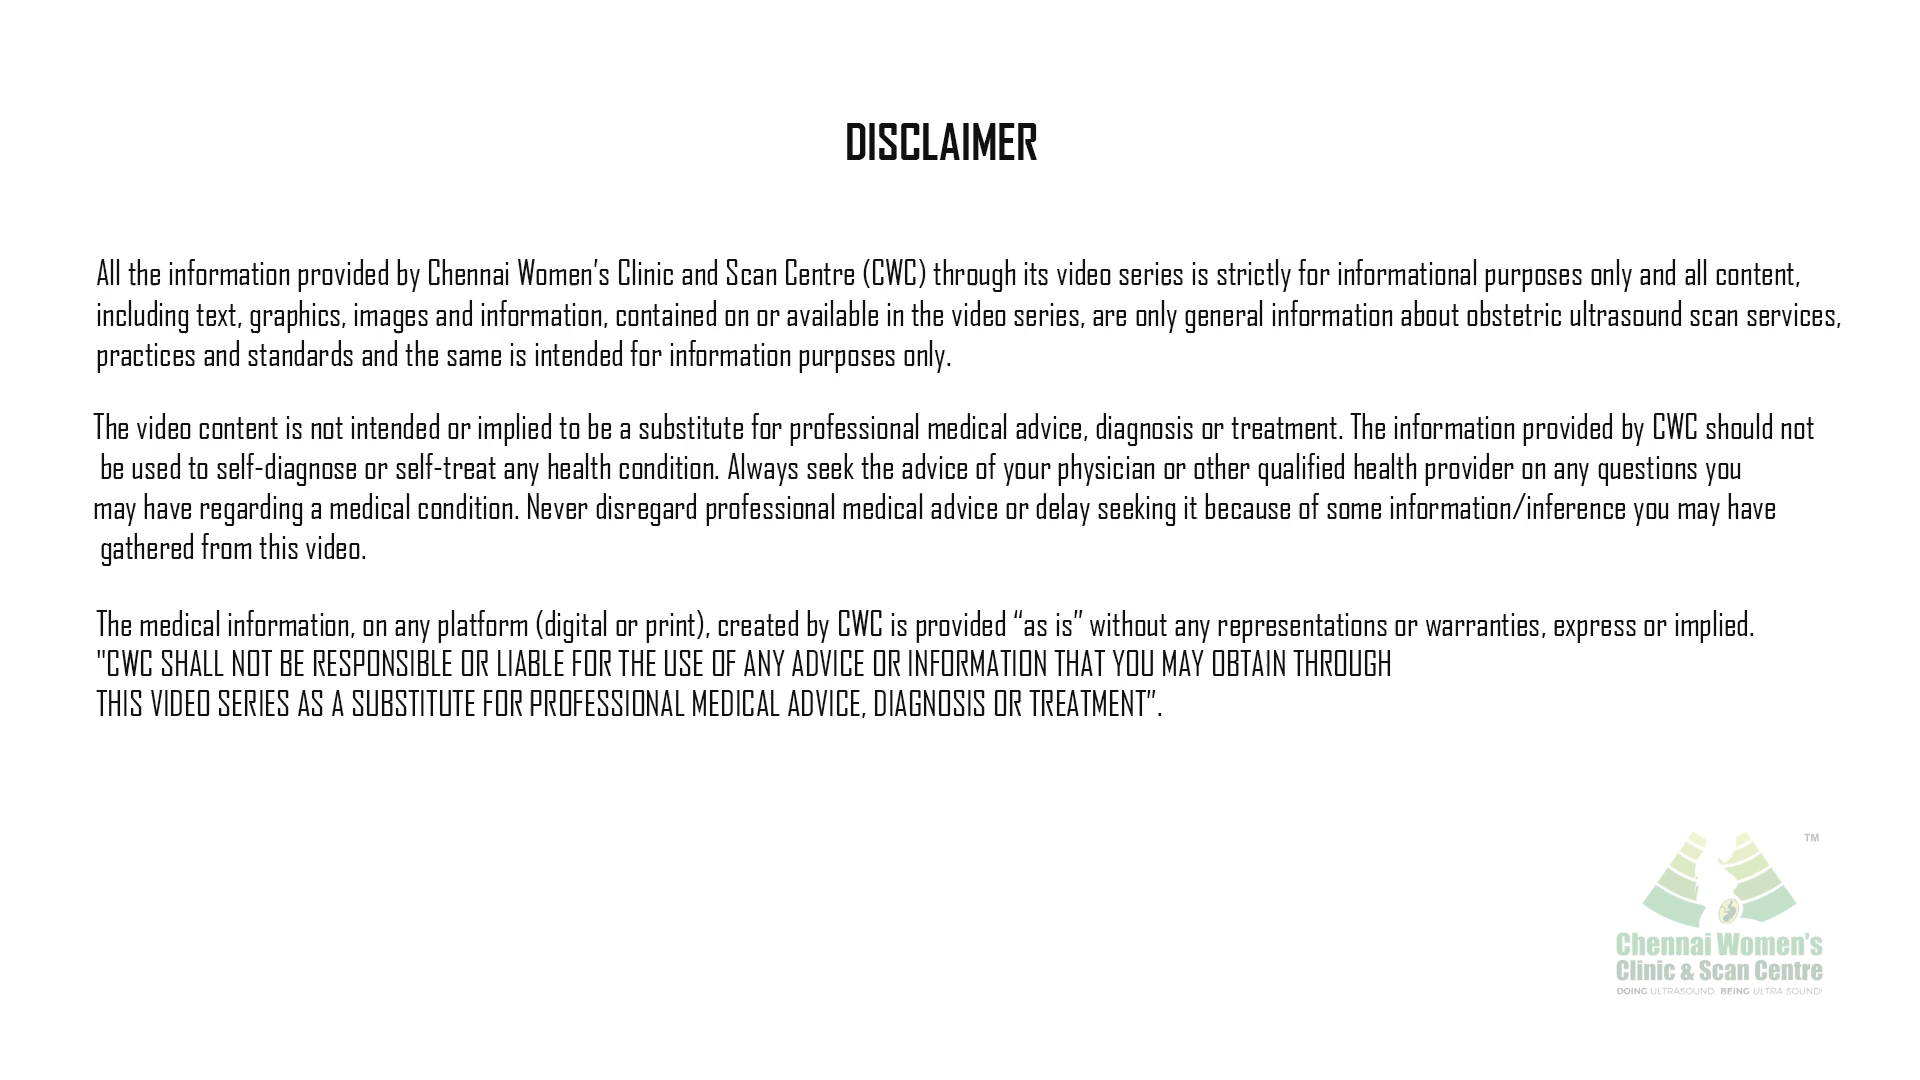 DISCLAIMER
All the information provided by Chennai Women's Clinic and Scan Centre (CWC) through its video series is strictly for informational purposes only and all content,
including text, graphics, images and information, contained on or available in the video series, are only general information about obstetric ultrasound scan services,
practices and standards and the same is intended for information purposes only.
The video content is not intended or implied to be a substitute for professional medical advice, diagnosis or treatment. The information provided by CWC should not
be used to self-diagnose or self-treat any health condition. Always seek the advice of your physician or other qualified health provider on any questions you
may have regarding a medical condition. Never disregard professional medical advice or delay seeking it because of some information/inference you may have
gathered from this video.
The medical information, on any platform (digital or print), created by CWC is provided “as is” without any representations or warranties, express or implied.
"CWC SHALL NOT BE RESPONSIBLE OR LIABLE FOR THE USE OF ANY ADVICE OR INFORMATION THAT YOU MAY OBTAIN THROUGH
THIS VIDEO SERIES AS A SUBSTITUTE FOR PROFESSIONAL MEDICAL ADVICE, DIAGNOSIS OR TREATMENT”.
TM
Chennai Women's
Clinic & Scan Centre
DOING ULTRASOUND. BEING ULTRA SOUND!